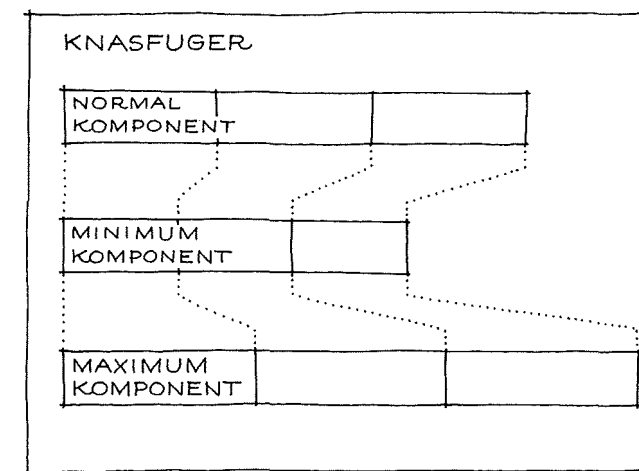 KNASFUGER
NORMAL
KOMPONENT
MINIMUM
KOMPONENT
MAXIMUM
KOMPONENT